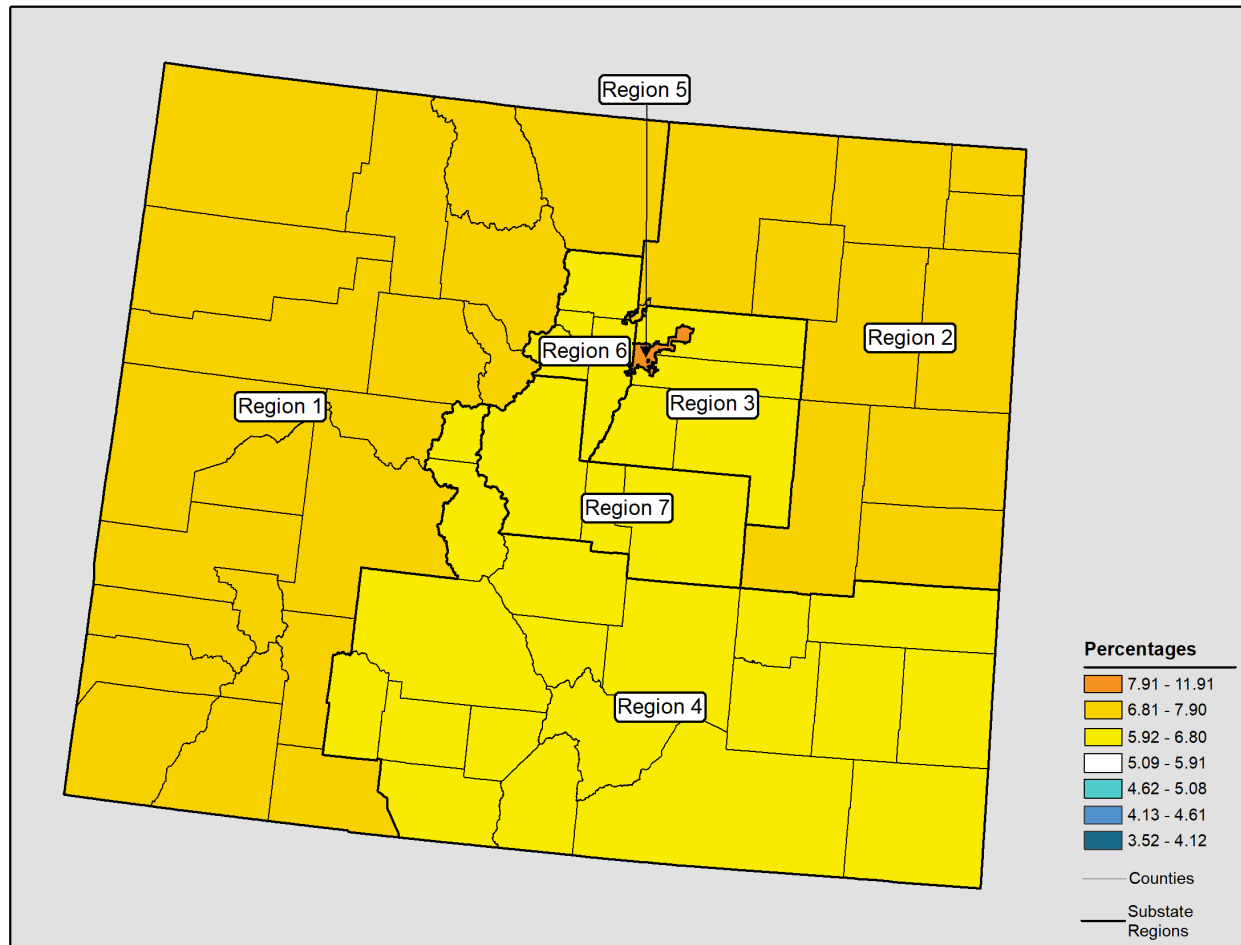 Region 5
Region 2
Region 6
Region 1
Region 3
Region 7
Region 4
Percentages
7.91 - 11.91
6.81 - 7.90
5.92 - 6.80
5.09 - 5.91
4.62 - 5.08
4.13 - 4.61
3.52 - 4.12
Counties
Substate
Regions